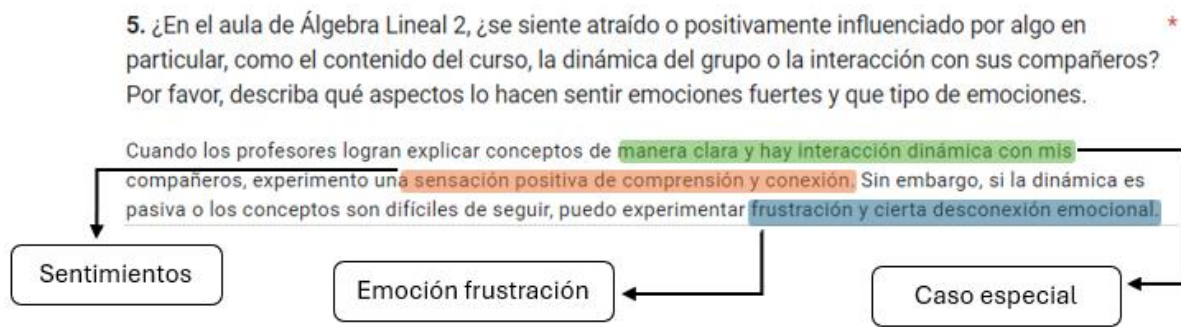 5. ¿En el aula de Álgebra Lineal 2, ¿se siente atraído o positivamente influenciado por algo en *
particular, como el contenido del curso, la dinámica del grupo o la interacción con sus compañeros?
Por favor, describa qué aspectos lo hacen sentir emociones fuertes y que tipo de emociones.
Cuando los profesores logran explicar conceptos de manera clara y hay interacción dinámica con mis
compañeros, experimento una sensación positiva de comprensión y conexión. Sin embargo, si la dinámica es
pasiva o los conceptos son difíciles de seguir, puedo experimentar frustración y cierta desconexión emocional.
Sentimientos
Emoción frustración
Caso especial